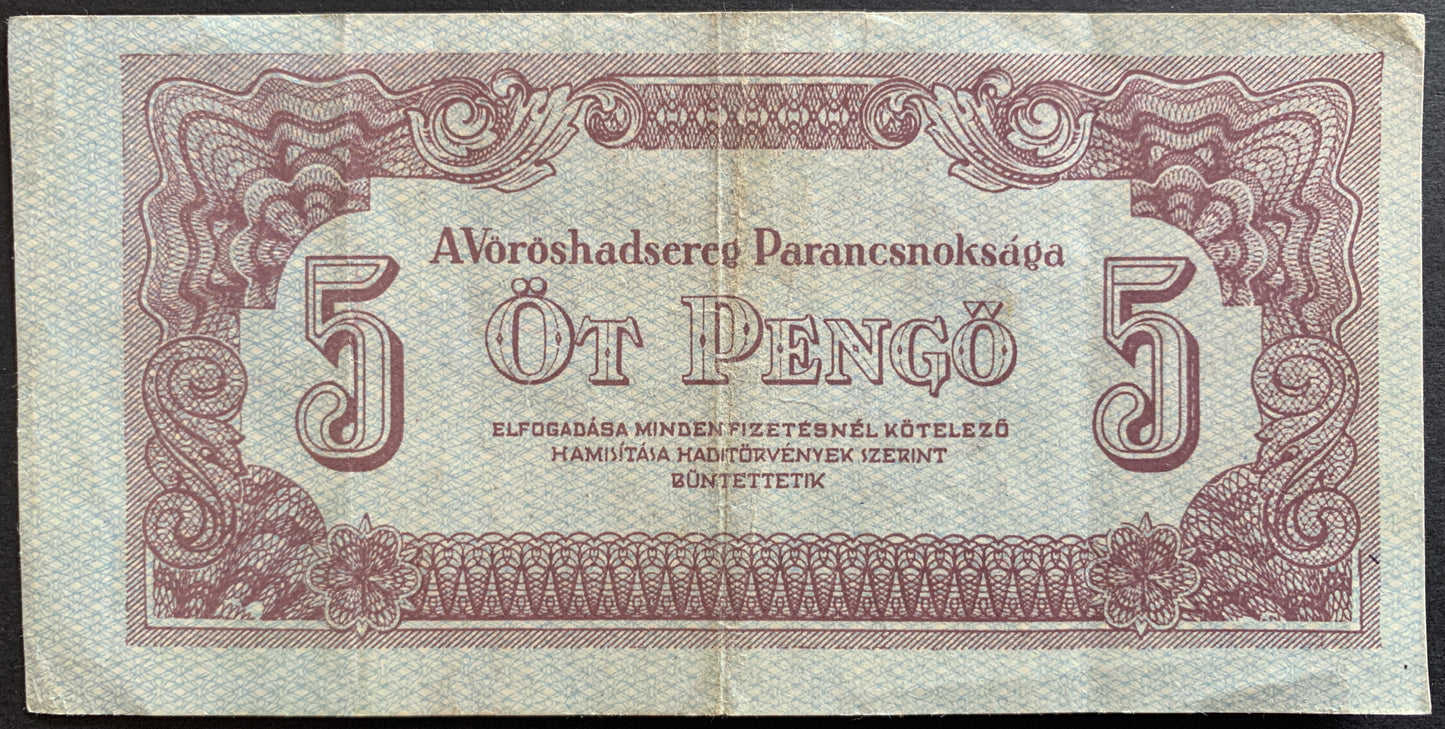 A Vöröshadsereg Parancsnoksága
5 ÖT PENGŐ 5
ELFOGADÁSA MINDEN FIZETÉSNÉL KÖTELEZŐ
HAMISÍTÁSA HADITÖRVÉNYEK SZERINT
BÜNTETTETIK